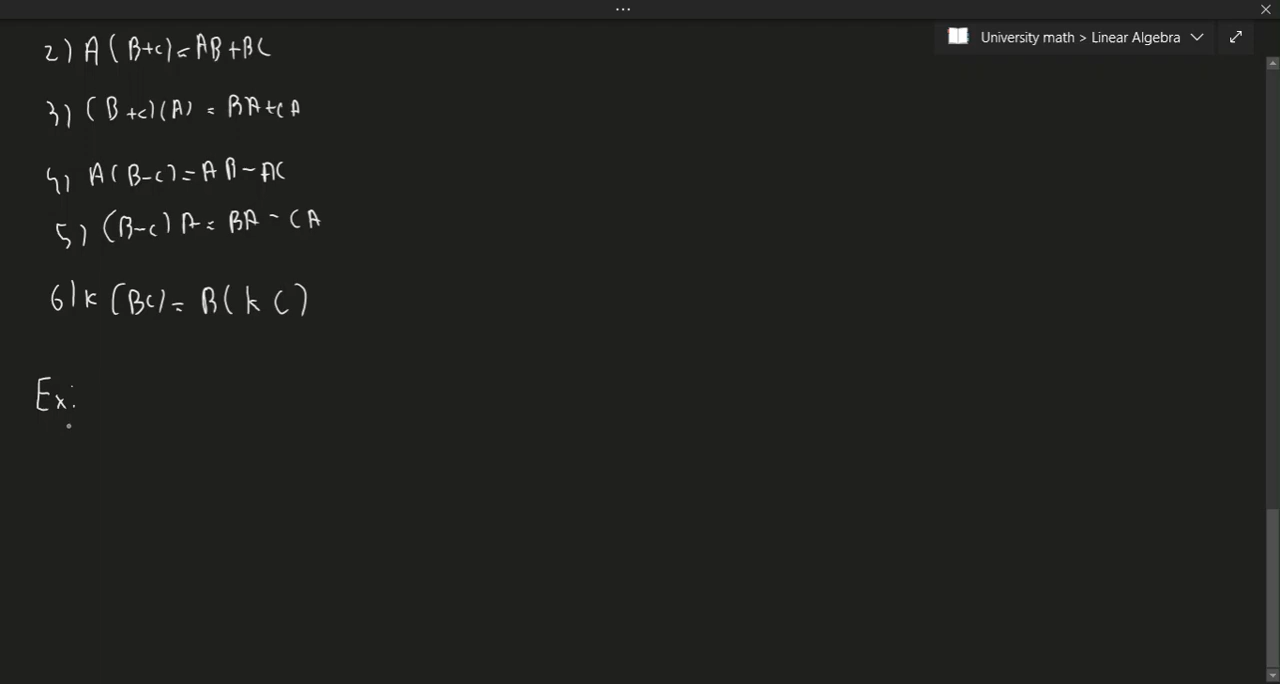 ...
University math > Linear Algebra
2) A(B+C)=AB+BC
3) (B+C)(A)=BA+CA
4) A(B-C)=AB-AC
5) (B-C)A=BA-CA
6) k(BC)=B(kC)
Ex: